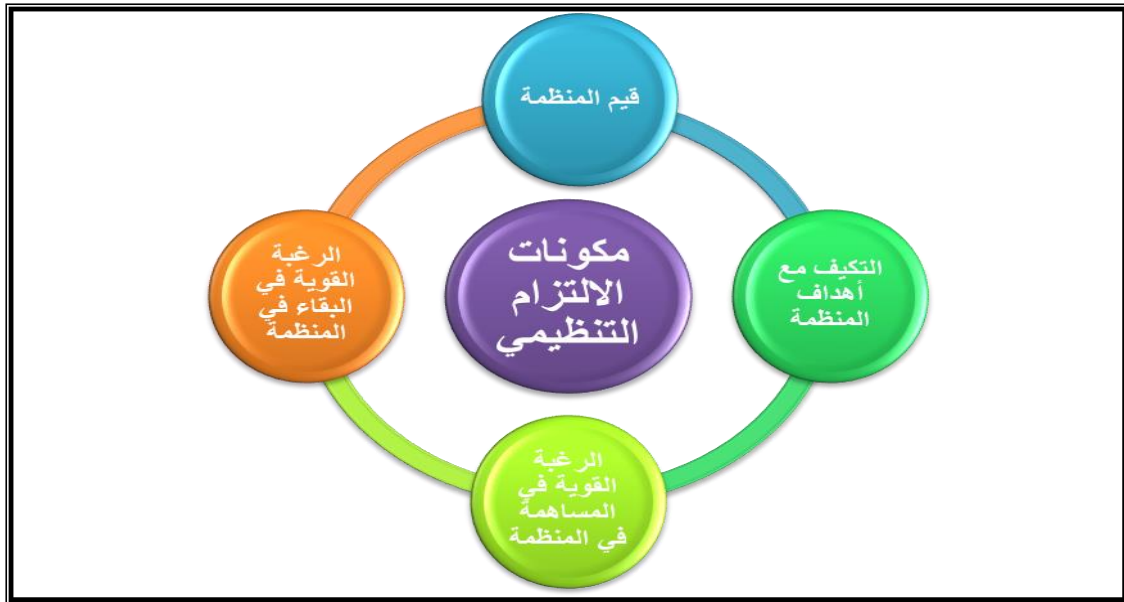 قيم المنظمة
مكونات
الالتزام
التنظيمي
التكيف مع
أهداف
المنظمة
الرغبة
القوية في
المساهمة
في المنظمة
الرغبة
القوية في
البقاء في
المنظمة